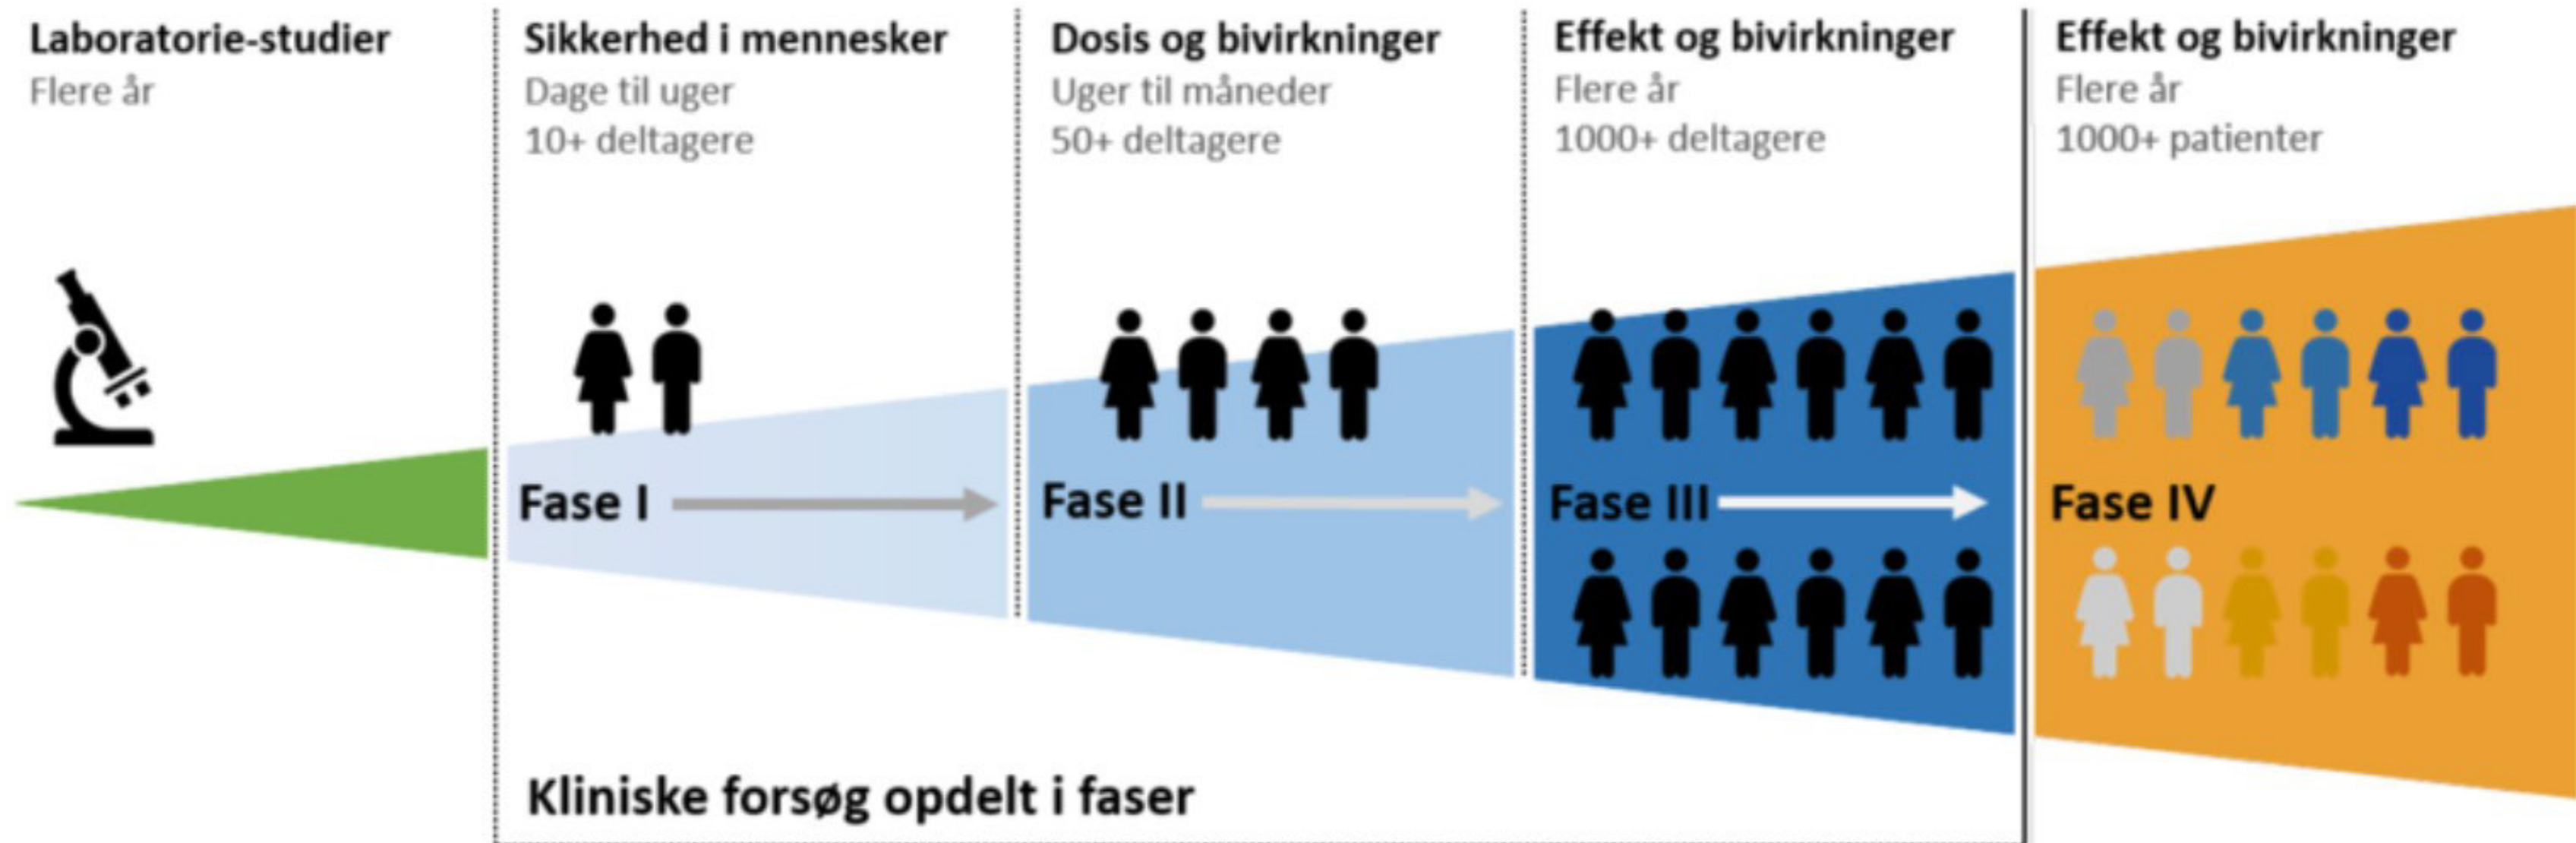 Laboratorie-studier
Flere år
Sikkerhed i mennesker
Dage til uger
10+ deltagere
Dosis og bivirkninger
Uger til måneder
50+ deltagere
Effekt og bivirkninger
Flere år
1000+ deltagere
Effekt og bivirkninger
Flere år
1000+ patienter
Fase I
Fase II
Fase III
Fase IV
Kliniske forsøg opdelt i faser